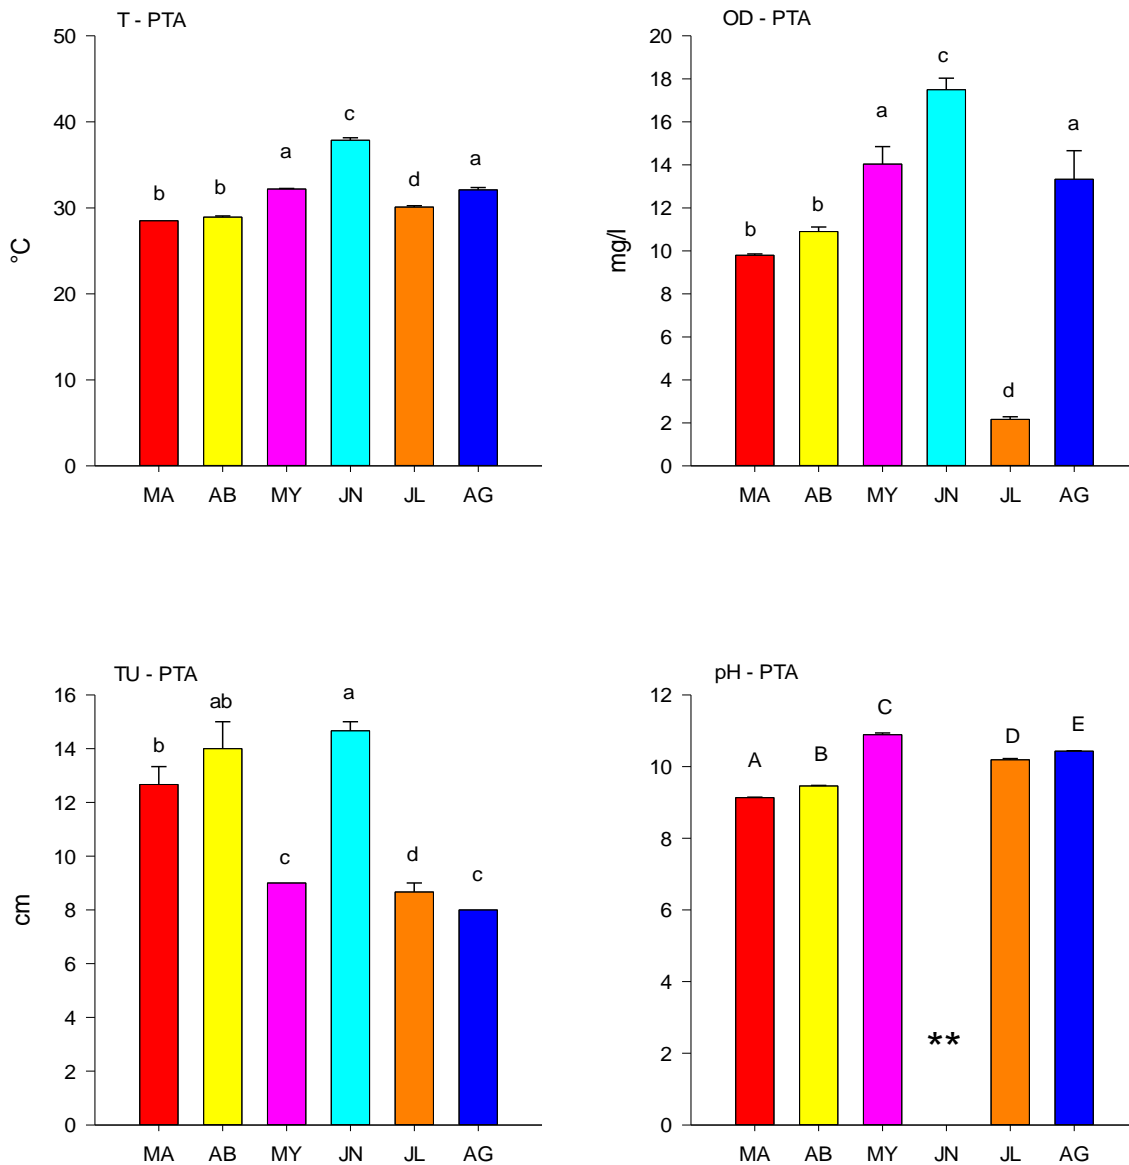 T - PTA
50
40
30
20
10
0
°C
b
b
a
c
d
a
MA AB MY JN JL AG
OD - PTA
20
18
16
14
12
10
8
6
4
2
0
mg/l
b
b
a
c
d
a
MA AB MY JN JL AG
TU - PTA
16
14
12
10
8
6
4
2
0
cm
b
ab
c
a
d
c
MA AB MY JN JL AG
pH - PTA
12
10
8
6
4
2
0
A
B
C
**
D
E
MA AB MY JN JL AG